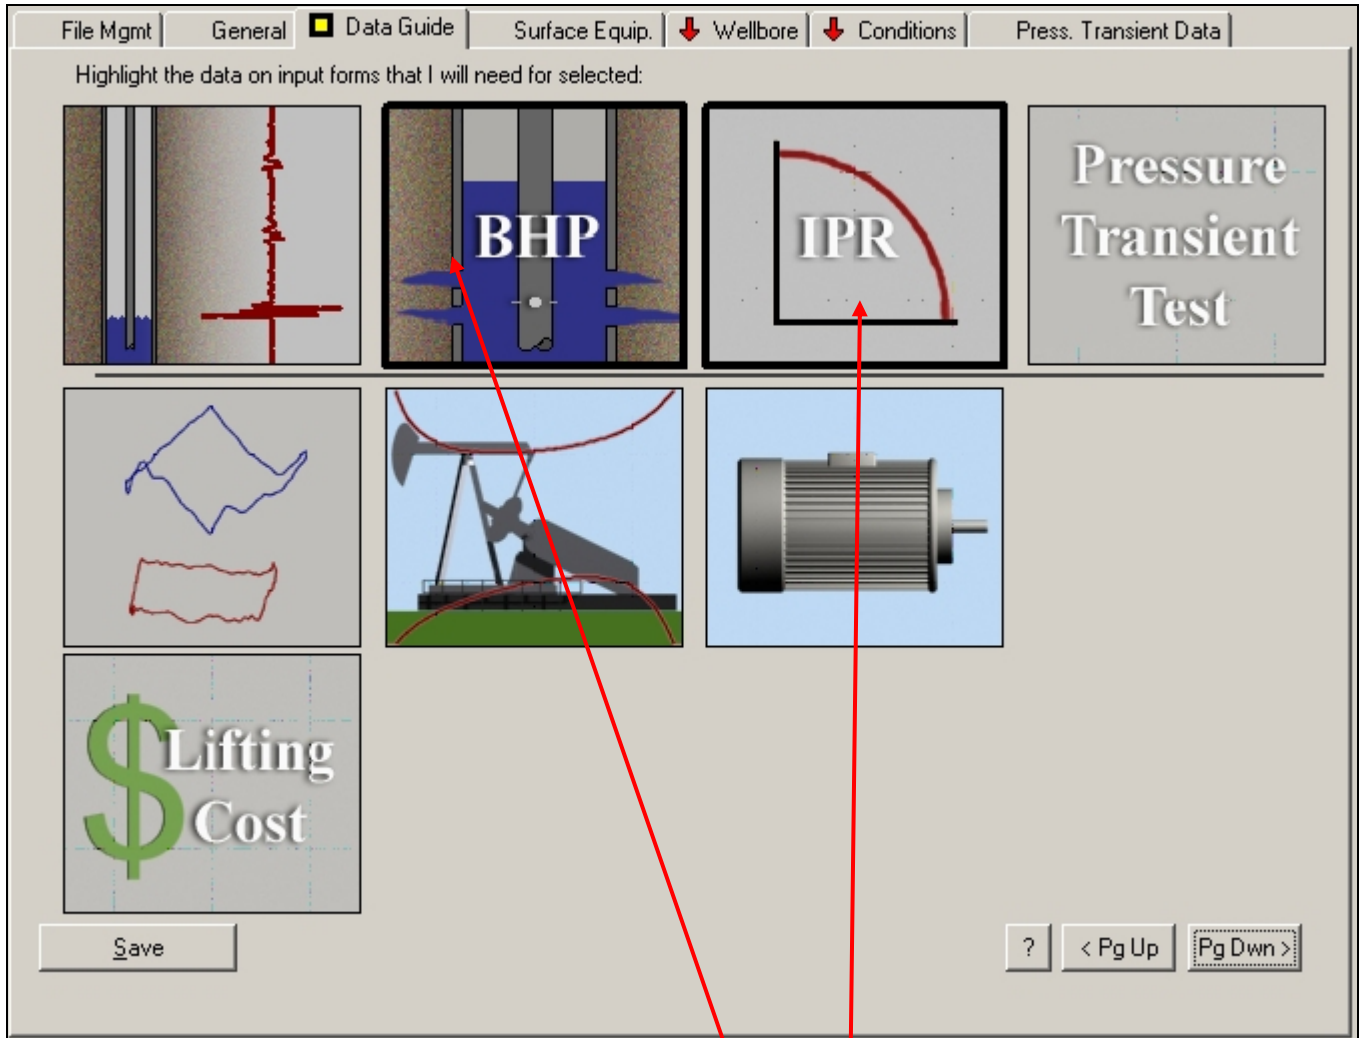 File Mgmt General Data Guide Surface Equip. Wellbore Conditions Press. Transient Data
Highlight the data on input forms that I will need for selected:
BHP
IPR
Pressure
Transient
Test
$ Lifting
Cost
Save ? < Pg Up Pg Dwn >